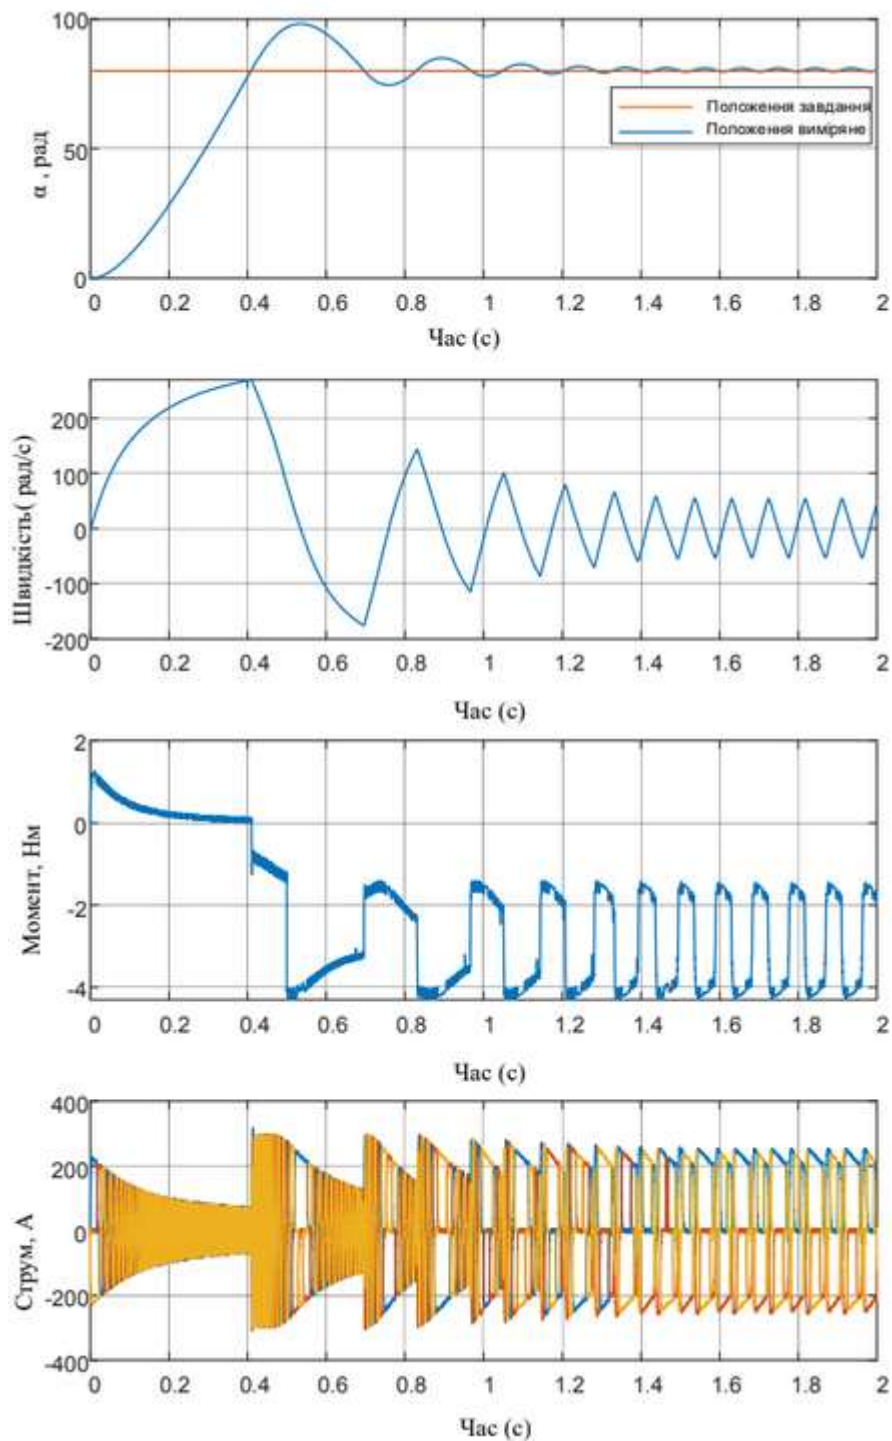 100
50
0
α , рад
Положення завдання
Положення виміряне
0 0.2 0.4 0.6 0.8 1 1.2 1.4 1.6 1.8 2
Час (с)
200
100
0
-100
-200
Швидкість( рад/с)
0 0.2 0.4 0.6 0.8 1 1.2 1.4 1.6 1.8 2
Час (с)
2
0
-2
-4
Момент, Нм
0 0.2 0.4 0.6 0.8 1 1.2 1.4 1.6 1.8 2
Час (с)
400
200
0
-200
-400
Струм, А
0 0.2 0.4 0.6 0.8 1 1.2 1.4 1.6 1.8 2
Час (с)